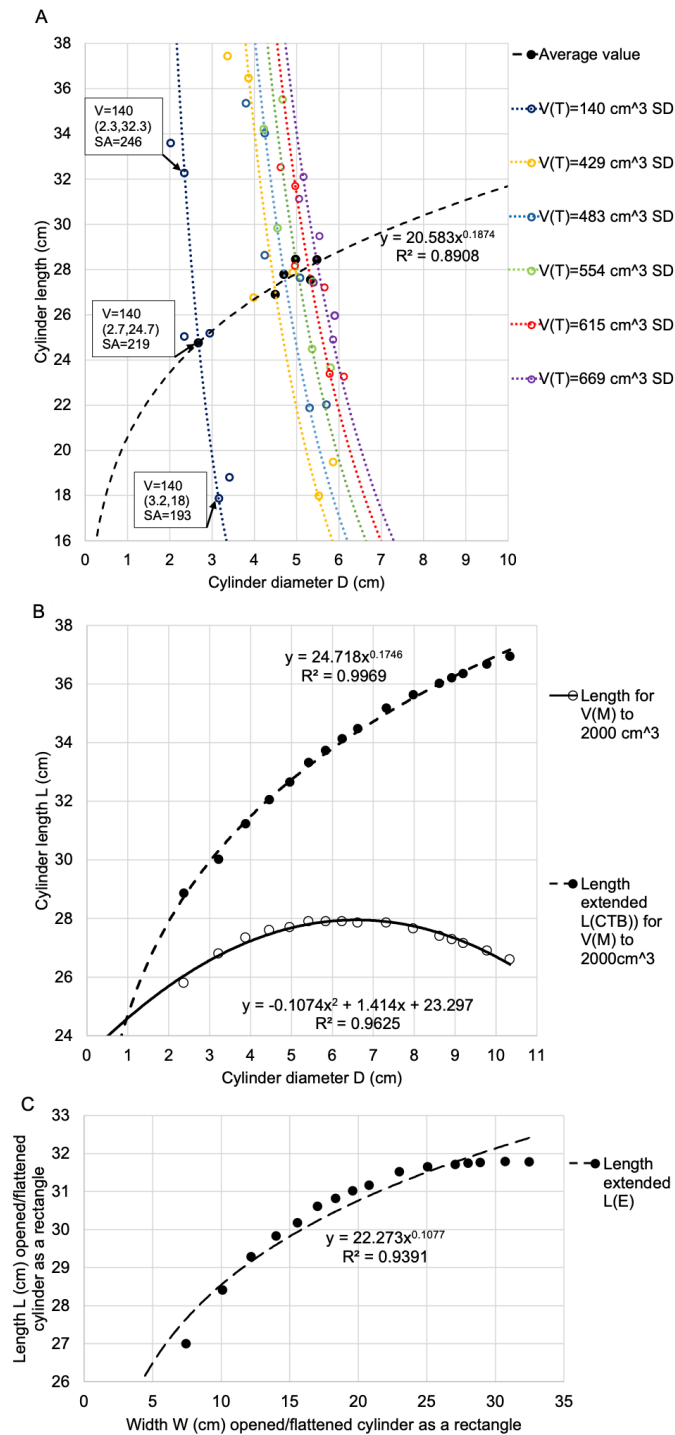 A
38
36
34
32
30
28
26
24
22
20
18
16
Cylinder length (cm)
0 1 2 3 4 5 6 7 8 9 10
Cylinder diameter D (cm)
V=140
(2.3,32.3)
SA=246
V=140
(2.7,24.7)
SA=219
V=140
(3.2,18)
SA=193
y = 20.583x^0.1874
R² = 0.8908
Average value
V(T)=140 cm^3 SD
V(T)=429 cm^3 SD
V(T)=483 cm^3 SD
V(T)=554 cm^3 SD
V(T)=615 cm^3 SD
V(T)=669 cm^3 SD
B
38
36
34
32
30
28
26
24
Cylinder length L (cm)
0 1 2 3 4 5 6 7 8 9 10 11
Cylinder diameter D (cm)
y = 24.718x^0.1746
R² = 0.9969
y = -0.1074x² + 1.414x + 23.297
R² = 0.9625
Length for
V(M) to
2000 cm^3
Length
extended
L(CTB)) for
V(M) to
2000cm^3
C
33
32
31
30
29
28
27
26
Length L (cm) opened/flattened
cylinder as a rectangle
0 5 10 15 20 25 30 35
Width W (cm) opened/flattened cylinder as a rectangle
y = 22.273x^0.1077
R² = 0.9391
Length
extended
L(E)